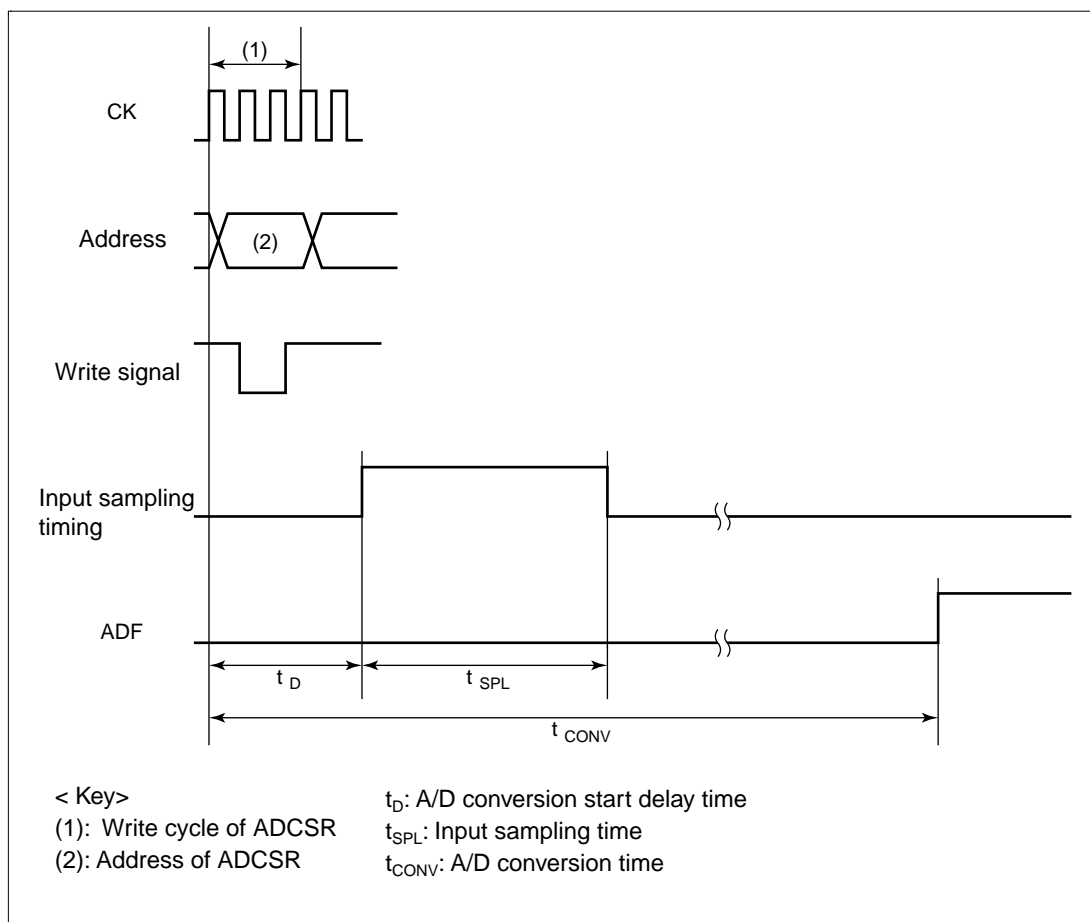 (1)
CK
Address
(2)
Write signal
Input sampling
timing
ADF
t D
t SPL
t CONV
< Key>
(1): Write cycle of ADCSR
(2): Address of ADCSR
tD: A/D conversion start delay time
tSPL: Input sampling time
tCONV: A/D conversion time